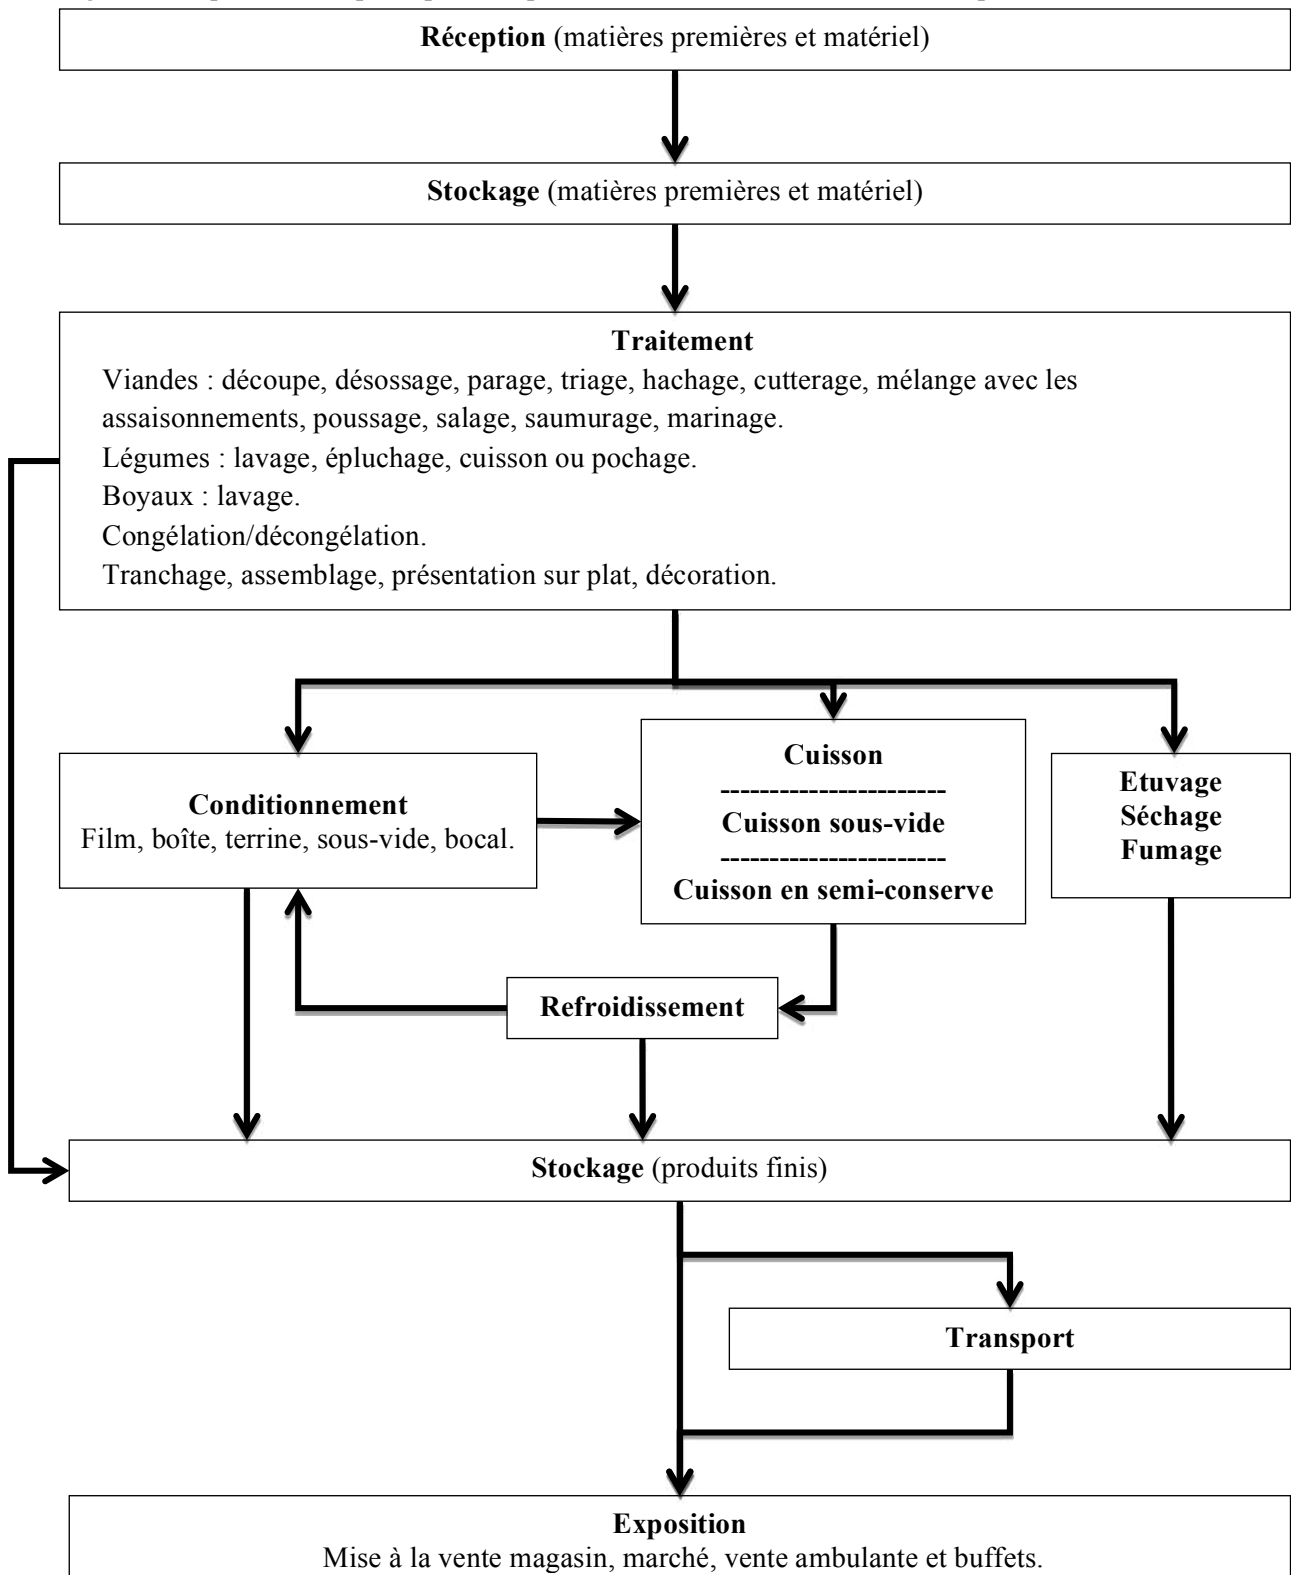 Réception (matières premières et matériel)
Stockage (matières premières et matériel)
Traitement
Viandes : découpe, désossage, parage, triage, hachage, cutterage, mélange avec les
assaisonnements, poussage, salage, saumurage, marinage.
Légumes : lavage, épluchage, cuisson ou pochage.
Boyaux : lavage.
Congélation/décongélation.
Tranchage, assemblage, présentation sur plat, décoration.
Conditionnement
Film, boîte, terrine, sous-vide, bocal.
Cuisson
-----------------------
Cuisson sous-vide
-----------------------
Cuisson en semi-conserve
Etuvage
Séchage
Fumage
Refroidissement
Stockage (produits finis)
Transport
Exposition
Mise à la vente magasin, marché, vente ambulante et buffets.